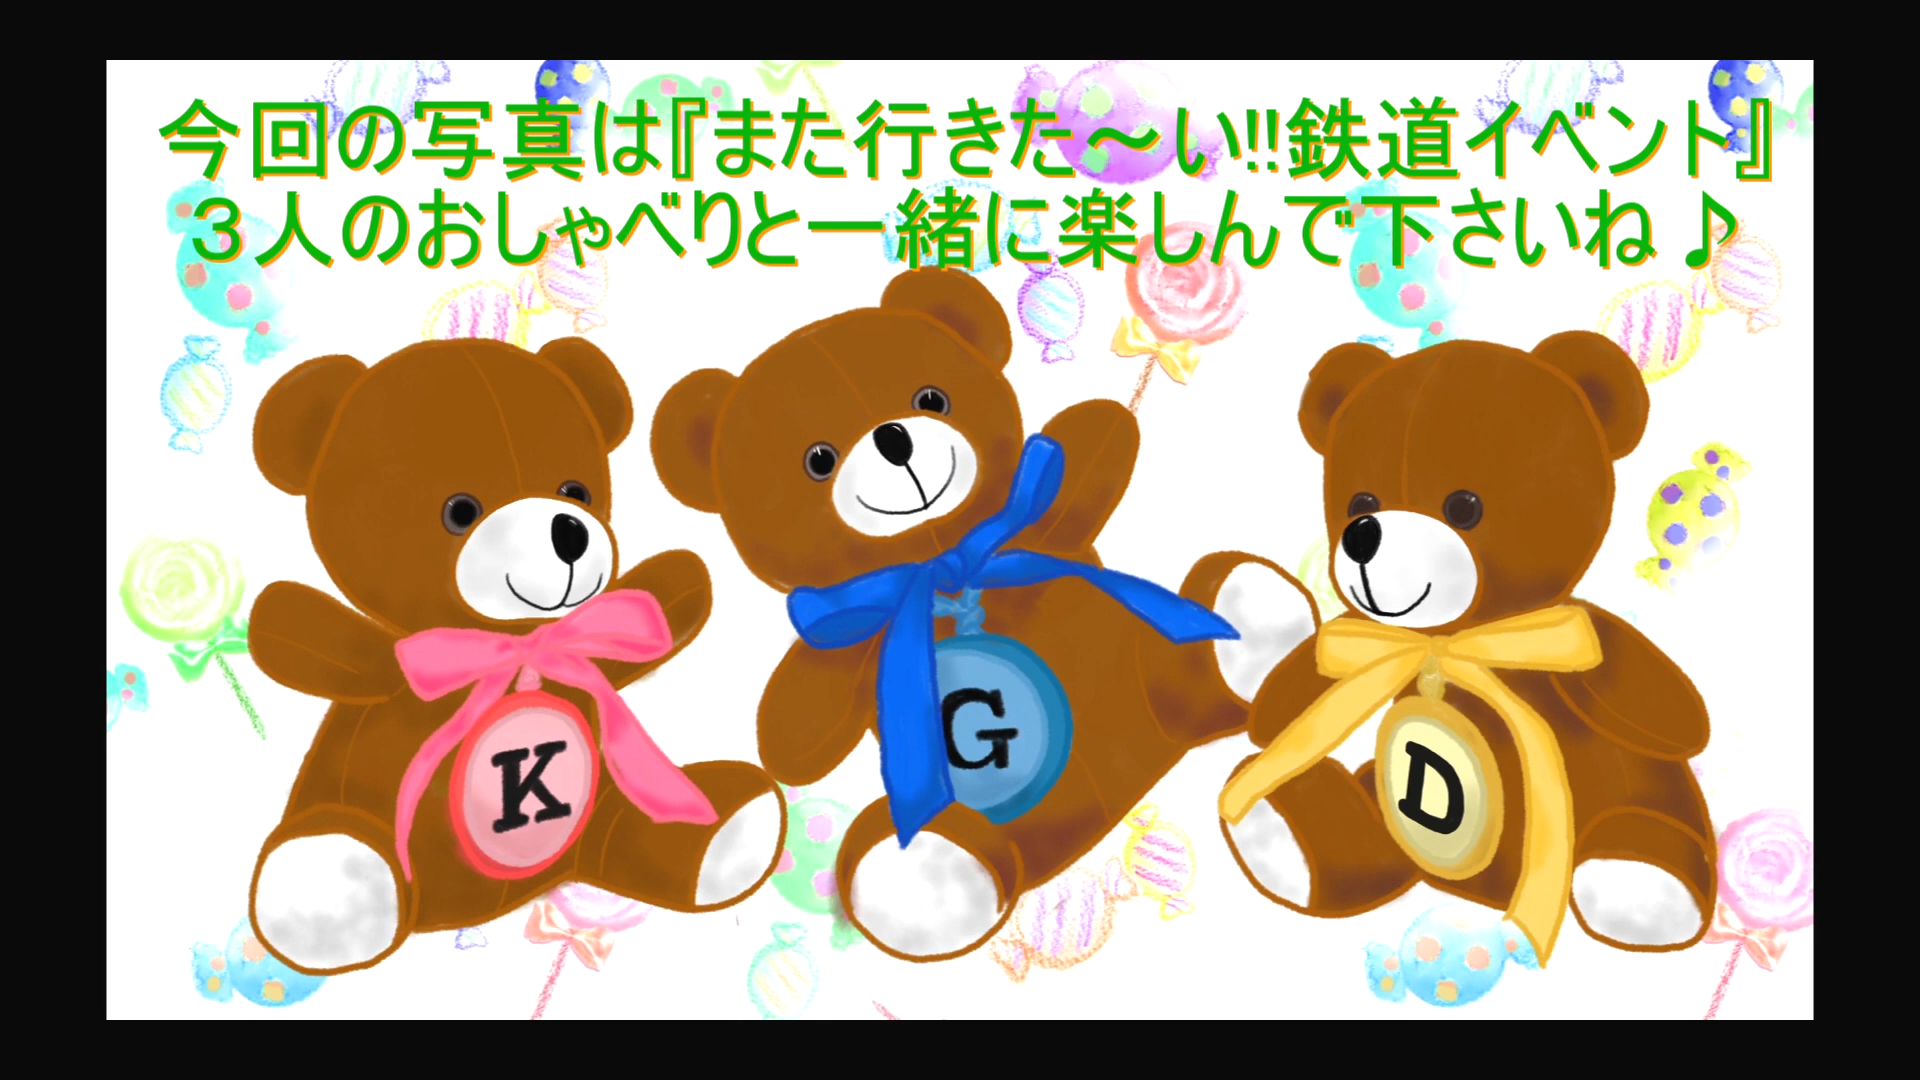 今回の写真は『また行きた～い!!鉄道イベント』
３人のおしゃべりと一緒に楽しんで下さいね♪
K
G
D